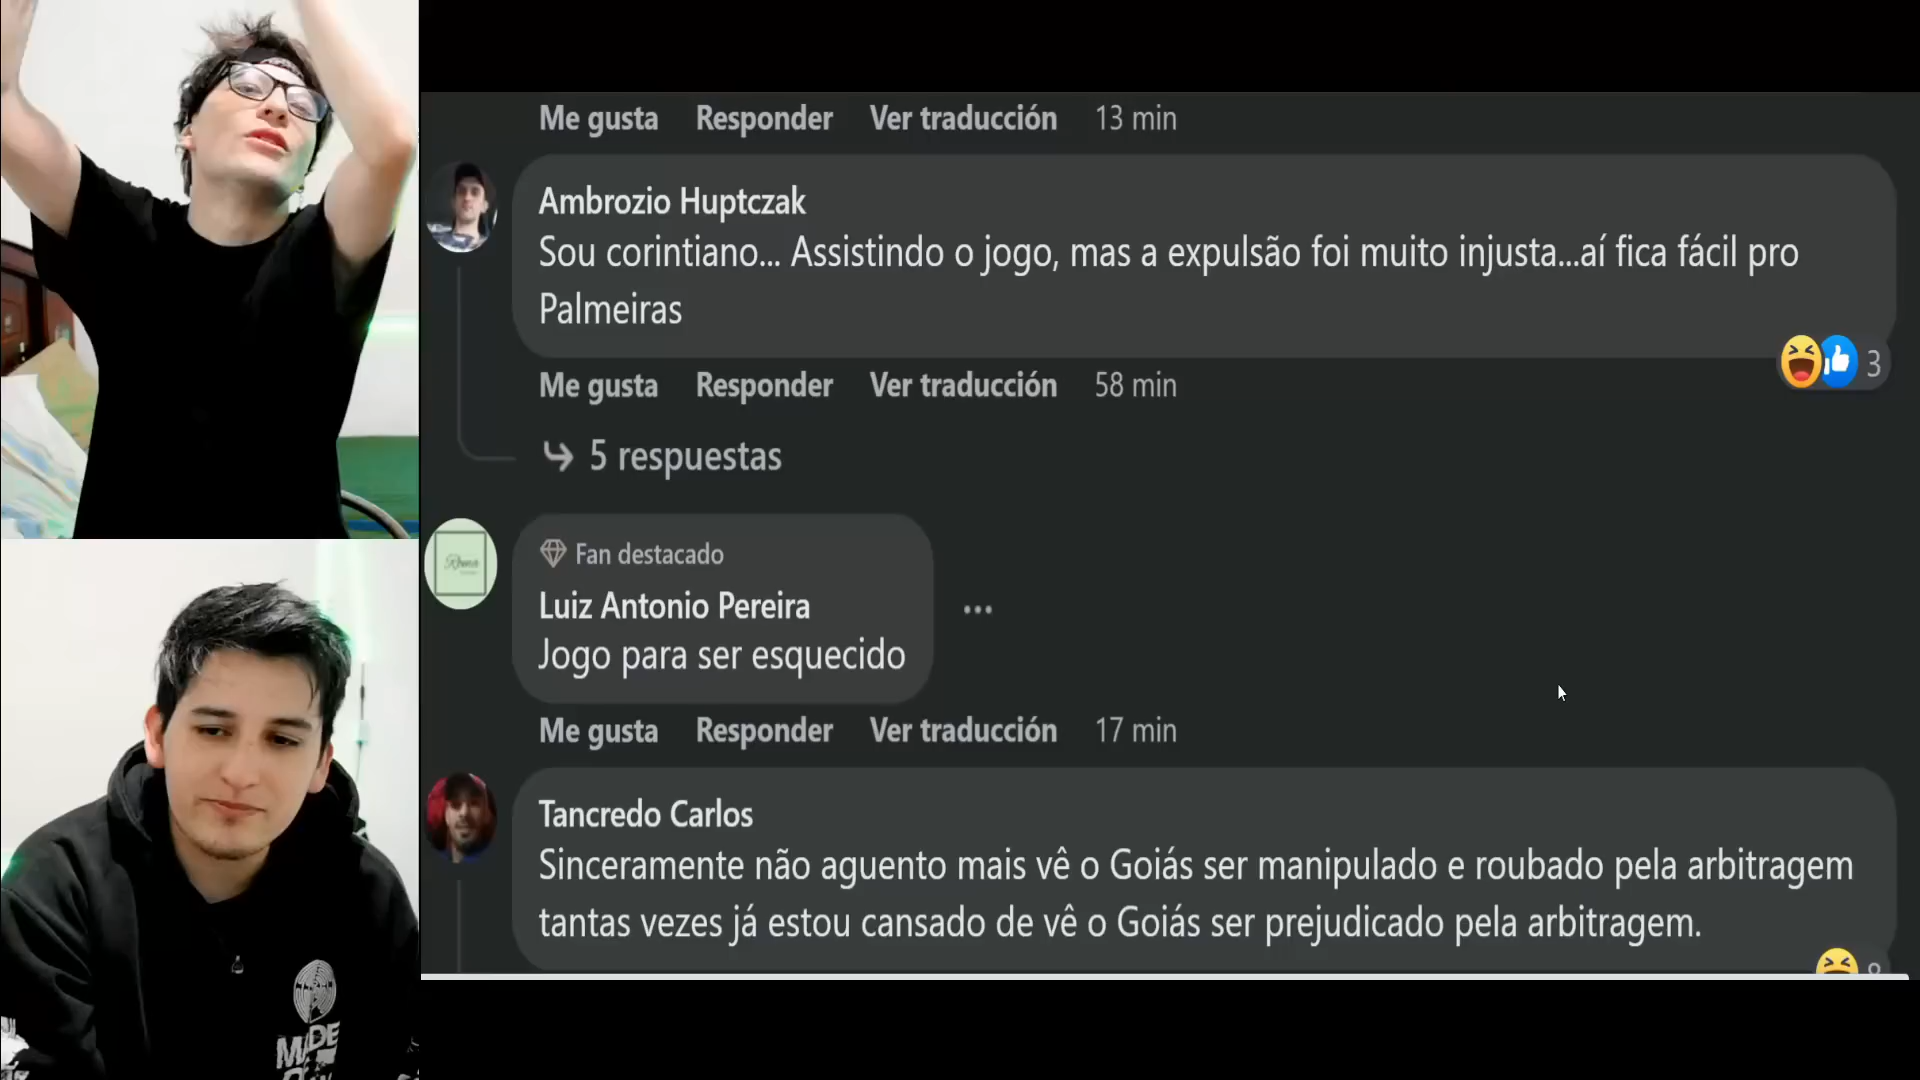 Me gusta Responder Ver traducción 13 min
Ambrozio Huptczak
Sou corintiano... Assistindo o jogo, mas a expulsão foi muito injusta...aí fica fácil pro
Palmeiras
3
Me gusta Responder Ver traducción 58 min
5 respuestas
Fan destacado
Luiz Antonio Pereira
Jogo para ser esquecido
Me gusta Responder Ver traducción 17 min
Tancredo Carlos
Sinceramente não aguento mais vê o Goiás ser manipulado e roubado pela arbitragem
tantas vezes já estou cansado de vê o Goiás ser prejudicado pela arbitragem.
MADE